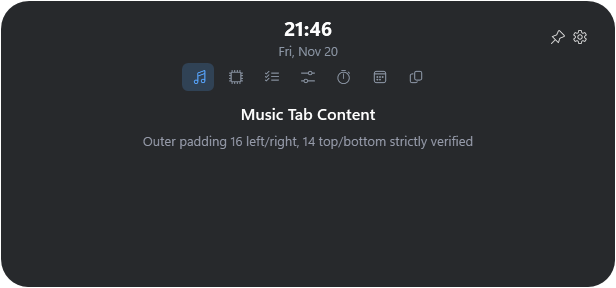 21:46
Fri, Nov 20
Music Tab Content
Outer padding 16 left/right, 14 top/bottom strictly verified